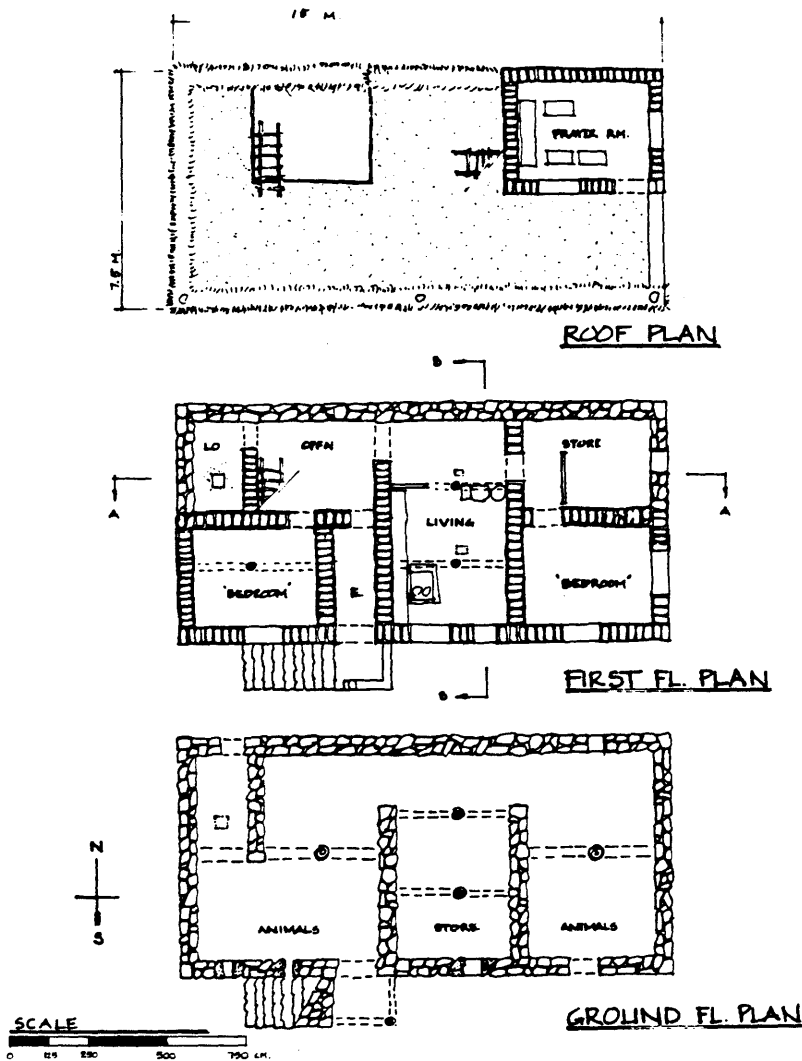 15 M.
PRAYER RM.
7.5 M.
ROOF PLAN
B
LO
OPEN
STORE
A
A
LIVING
'BEDROOM'
E
'BEDROOM'
FIRST FL. PLAN
B
N
S
ANIMALS
STORE
ANIMALS
SCALE
GROUND FL. PLAN
0 125 250 500 750 CM.